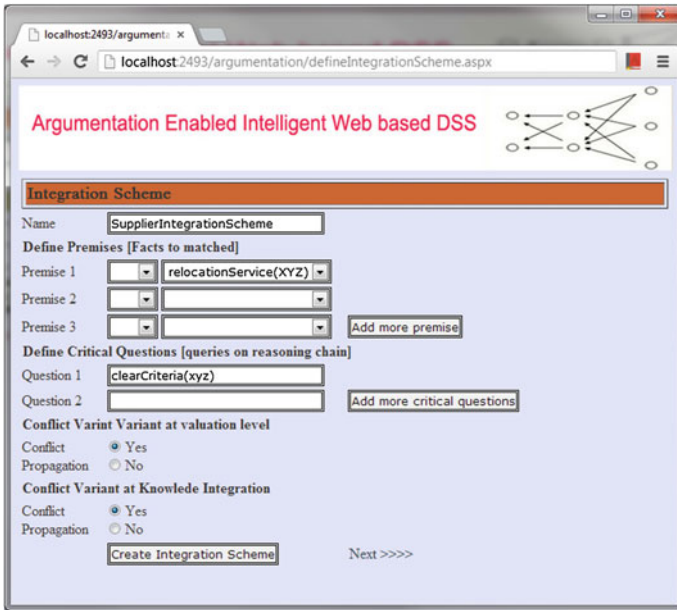 localhost:2493/argumenta
localhost:2493/argumentation/defineIntegrationScheme.aspx
Argumentation Enabled Intelligent Web based DSS
Integration Scheme
Name SupplierIntegrationScheme
Define Premises [Facts to matched]
Premise 1 relocationService(XYZ)
Premise 2
Premise 3 Add more premise
Define Critical Questions [queries on reasoning chain]
Question 1 clearCriteria(xyz)
Question 2 Add more critical questions
Conflict Varint Variant at valuation level
Conflict Yes
Propagation No
Conflict Variant at Knowlede Integration
Conflict Yes
Propagation No
Create Integration Scheme Next >>>>